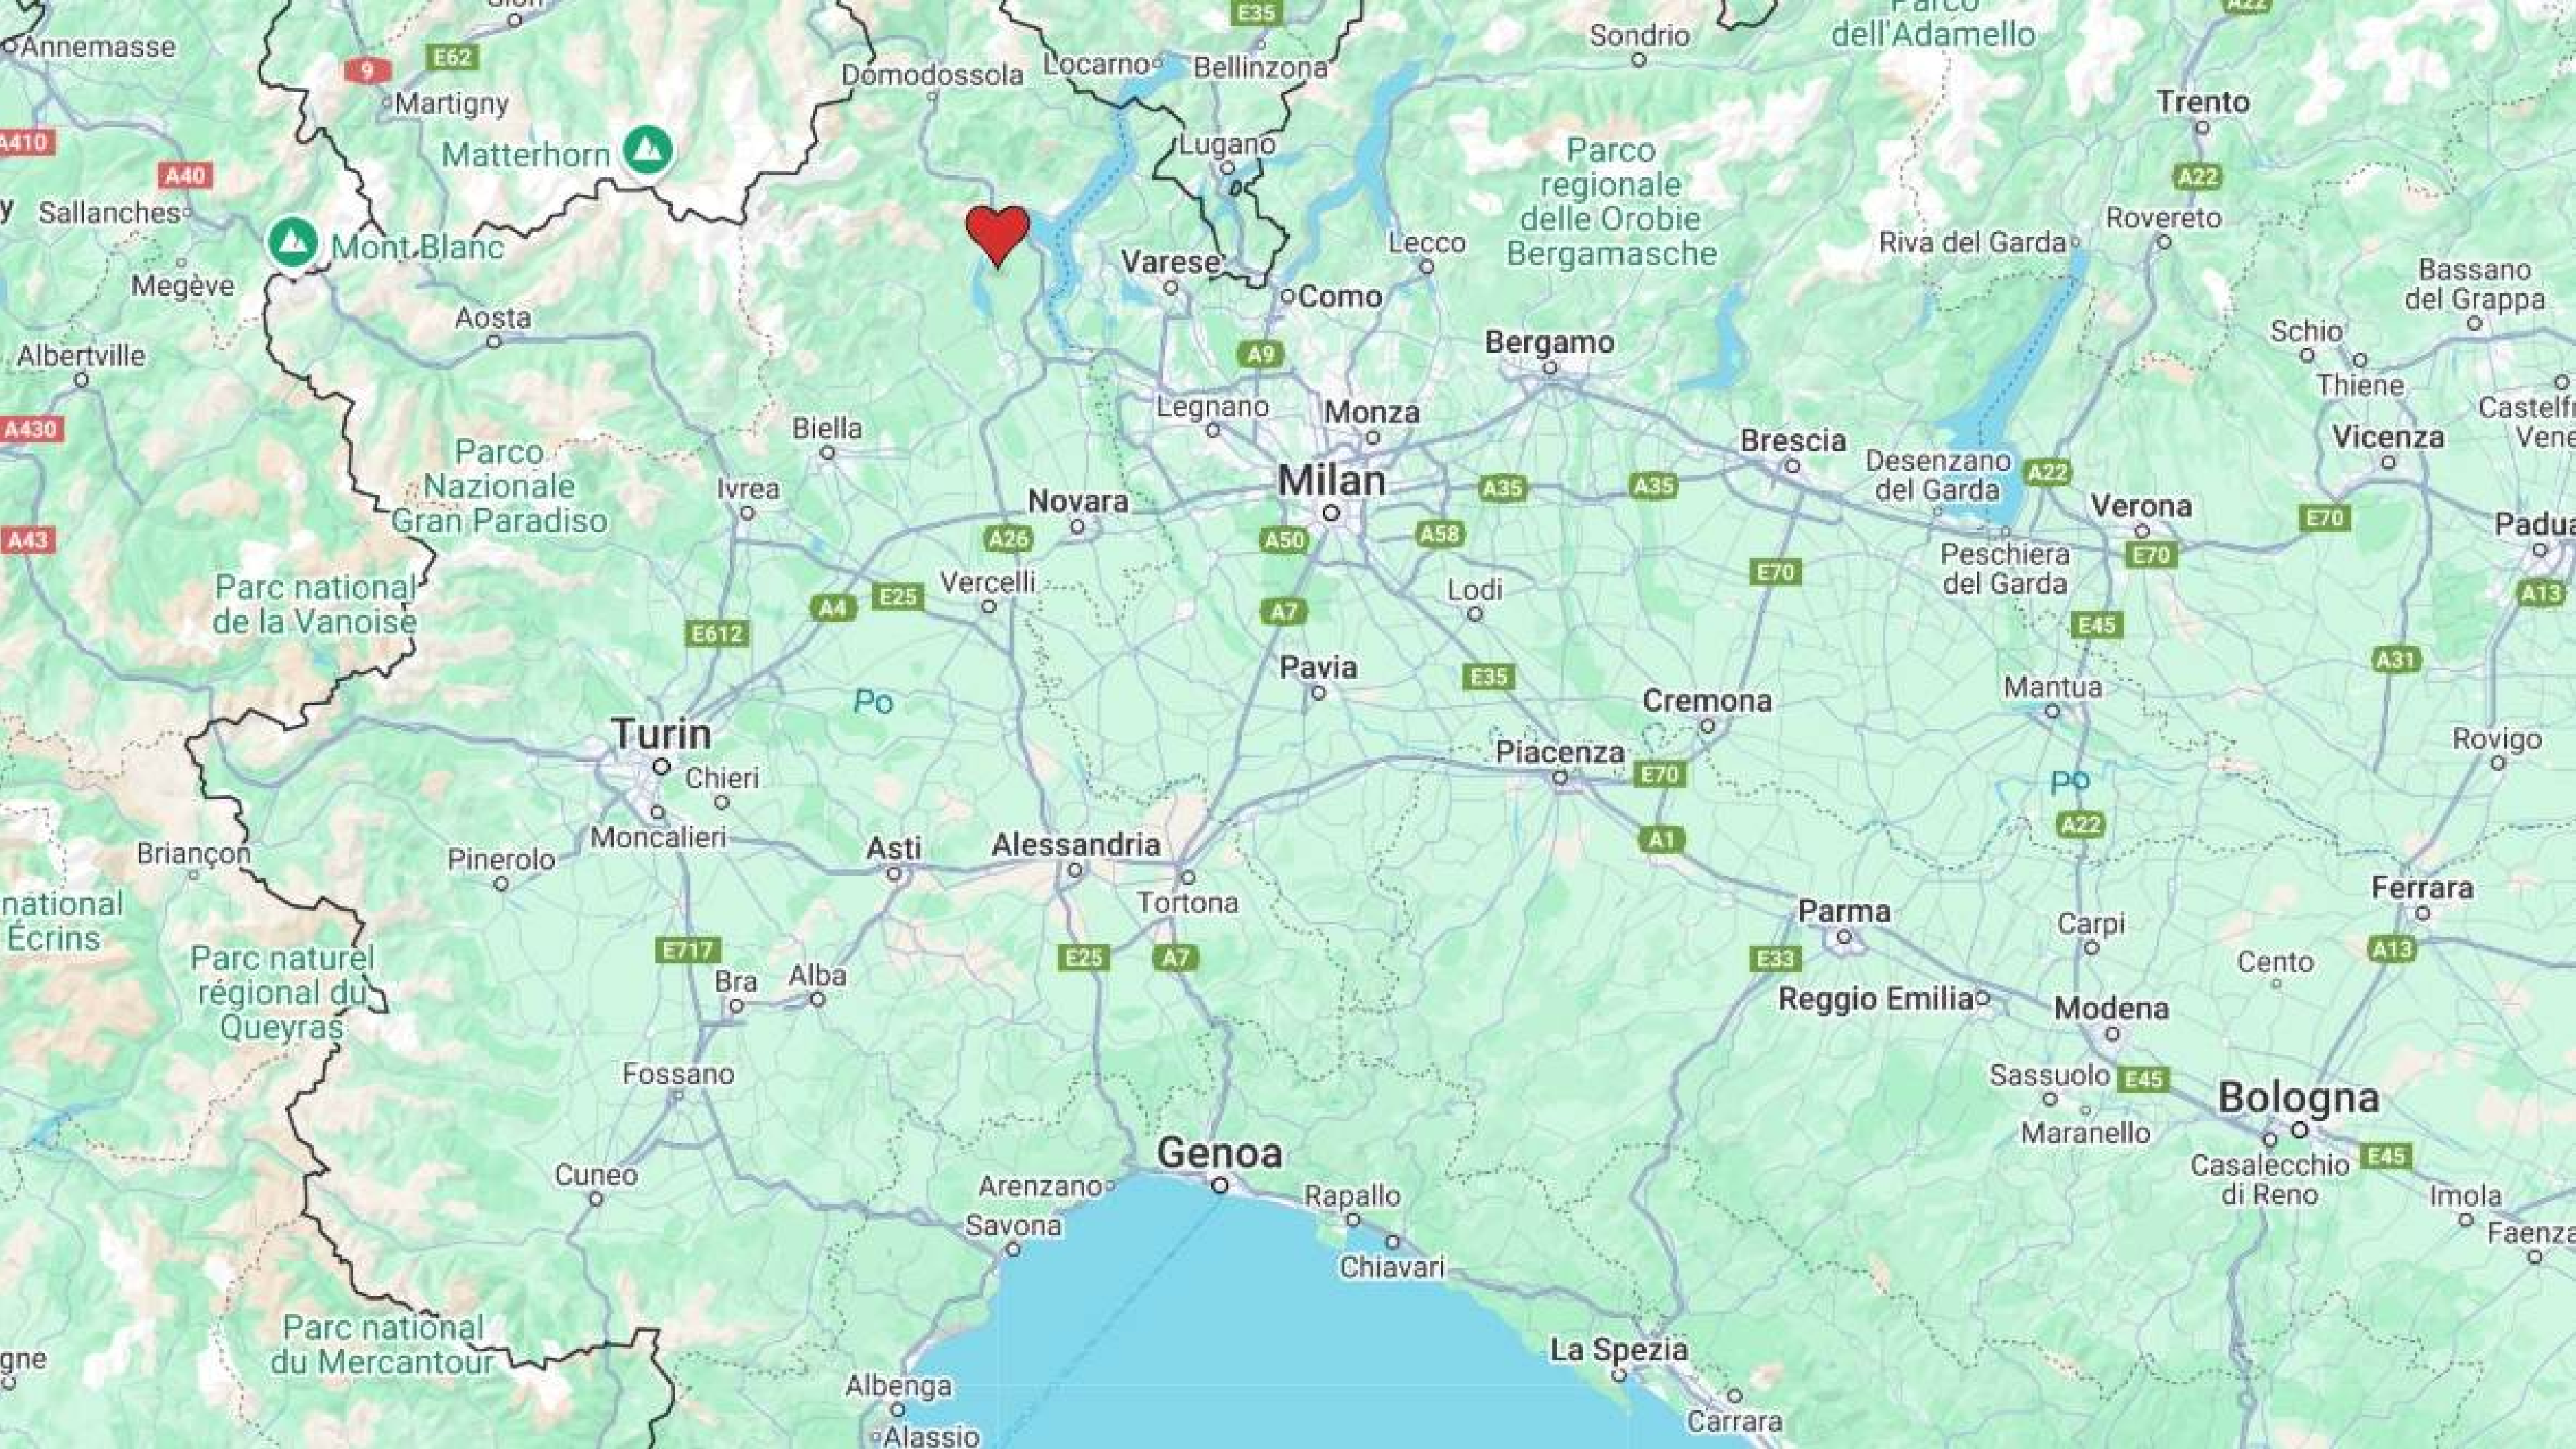 Sion
E35
A22
Parco
dell'Adamello
Annemasse
E62
9
Martigny
Domodossola
Locarno
Bellinzona
Sondrio
Trento
A410
Matterhorn
A40
Lugano
Parco
regionale
delle Orobie
Bergamasche
A22
y
Sallanches
Mont Blanc
Megève
Varese
Lecco
Riva del Garda
Rovereto
Como
Bassano
del Grappa
Aosta
Albertville
A9
Bergamo
Schio
Thiene
A430
Biella
Legnano
Monza
Castelf
Vene
Parco
Nazionale
Gran Paradiso
Ivrea
Novara
Milan
A35
A35
Brescia
Desenzano
del Garda
A22
Vicenza
A43
A26
A50
A58
Verona
E70
E70
Padua
Parc national
de la Vanoise
Vercelli
E25
A4
A7
Lodi
E70
Peschiera
del Garda
A13
E612
E45
Pavia
E35
A31
Po
Cremona
Mantua
Turin
Chieri
Piacenza
E70
Po
Rovigo
Moncalieri
A22
Briançon
Pinerolo
Asti
Alessandria
A1
Tortona
Ferrara
national
Écrins
Parma
Carpi
A13
Parc naturel
régional du
Queyras
E717
E25
A7
E33
Cento
Bra
Alba
Reggio Emilia
Modena
Fossano
Sassuolo
E45
Bologna
Maranello
Genoa
E45
Casalecchio
di Reno
Cuneo
Arenzano
Rapallo
Imola
Savona
Chiavari
Faenza
Parc national
du Mercantour
gne
La Spezia
Albenga
Carrara
Alassio